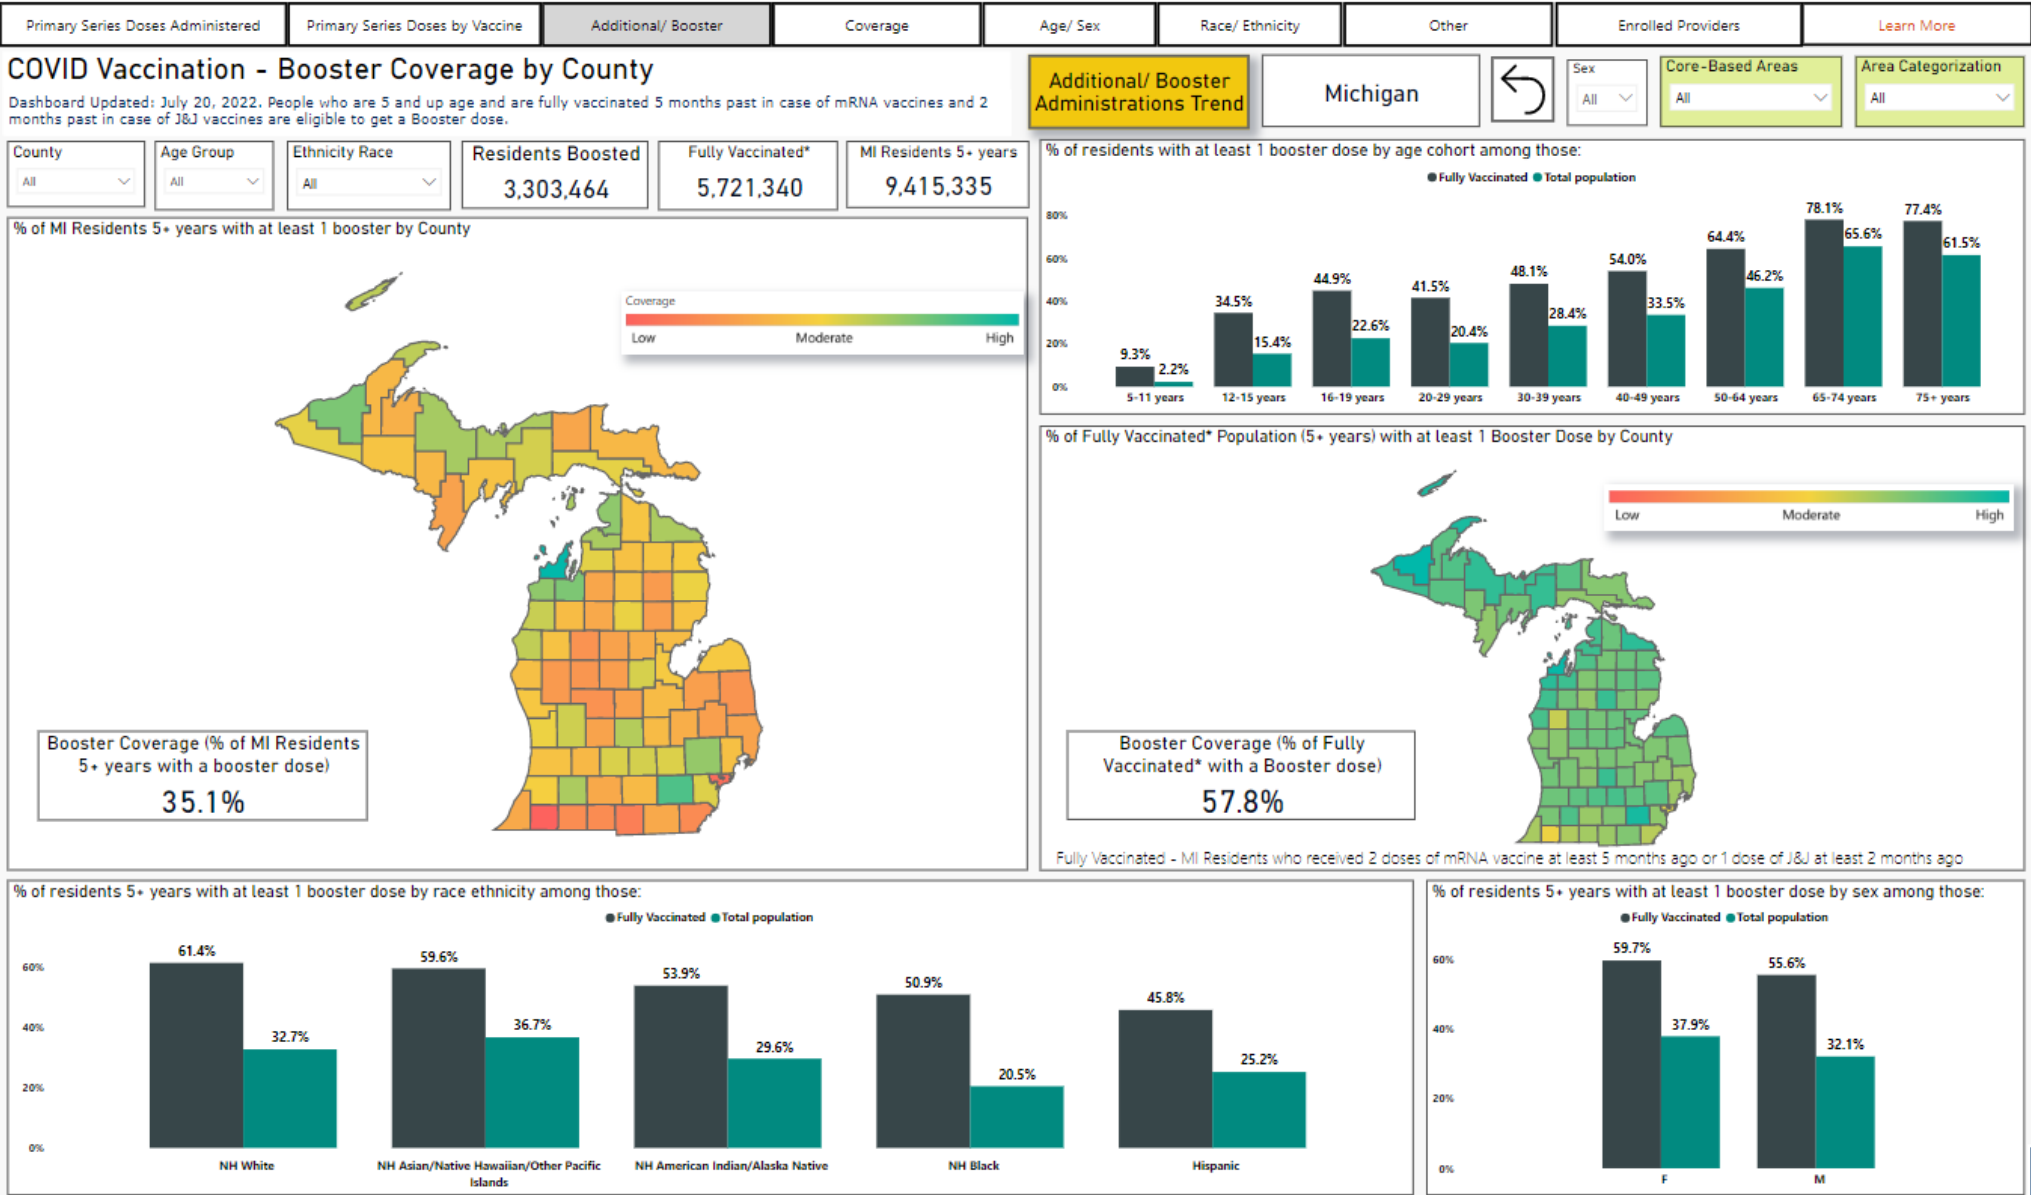 Primary Series Doses Administered
Primary Series Doses by Vaccine
Additional/ Booster
Coverage
Age/ Sex
Race/ Ethnicity
Other
Enrolled Providers
Learn More
COVID Vaccination - Booster Coverage by County
Dashboard Updated: July 20, 2022. People who are 5 and up age and are fully vaccinated 5 months past in case of mRNA vaccines and 2
months past in case of J&J vaccines are eligible to get a Booster dose.
Additional/ Booster
Administrations Trend
Michigan
Sex
All
Core-Based Areas
All
Area Categorization
All
County
All
Age Group
All
Ethnicity Race
All
Residents Boosted
3,303,464
Fully Vaccinated*
5,721,340
MI Residents 5+ years
9,415,335
% of MI Residents 5+ years with at least 1 booster by County
Coverage
Low Moderate High
Booster Coverage (% of MI Residents
5+ years with a booster dose)
35.1%
% of residents with at least 1 booster dose by age cohort among those:
Fully Vaccinated Total population
80%
60%
40%
20%
0%
9.3%
2.2%
34.5%
15.4%
44.9%
22.6%
41.5%
20.4%
48.1%
28.4%
54.0%
33.5%
64.4%
46.2%
78.1%
65.6%
77.4%
61.5%
5-11 years
12-15 years
16-19 years
20-29 years
30-39 years
40-49 years
50-64 years
65-74 years
75+ years
% of Fully Vaccinated* Population (5+ years) with at least 1 Booster Dose by County
Low Moderate High
Booster Coverage (% of Fully
Vaccinated* with a Booster dose)
57.8%
Fully Vaccinated - MI Residents who received 2 doses of mRNA vaccine at least 5 months ago or 1 dose of J&J at least 2 months ago
% of residents 5+ years with at least 1 booster dose by race ethnicity among those:
Fully Vaccinated Total population
60%
40%
20%
0%
61.4%
32.7%
59.6%
36.7%
53.9%
29.6%
50.9%
20.5%
45.8%
25.2%
NH White
NH Asian/Native Hawaiian/Other Pacific
Islands
NH American Indian/Alaska Native
NH Black
Hispanic
% of residents 5+ years with at least 1 booster dose by sex among those:
Fully Vaccinated Total population
60%
40%
20%
0%
59.7%
37.9%
55.6%
32.1%
F
M